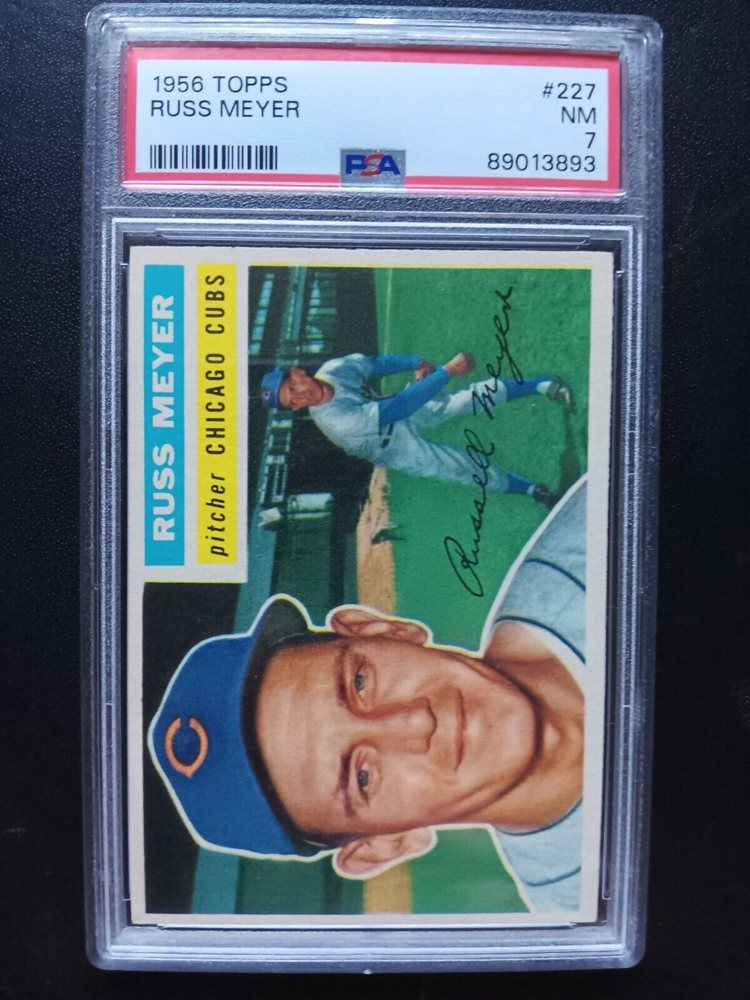 1956 TOPPS #227
RUSS MEYER NM
7
PSA 89013893
RUSS MEYER
pitcher CHICAGO CUBS
Russell Meyer
C